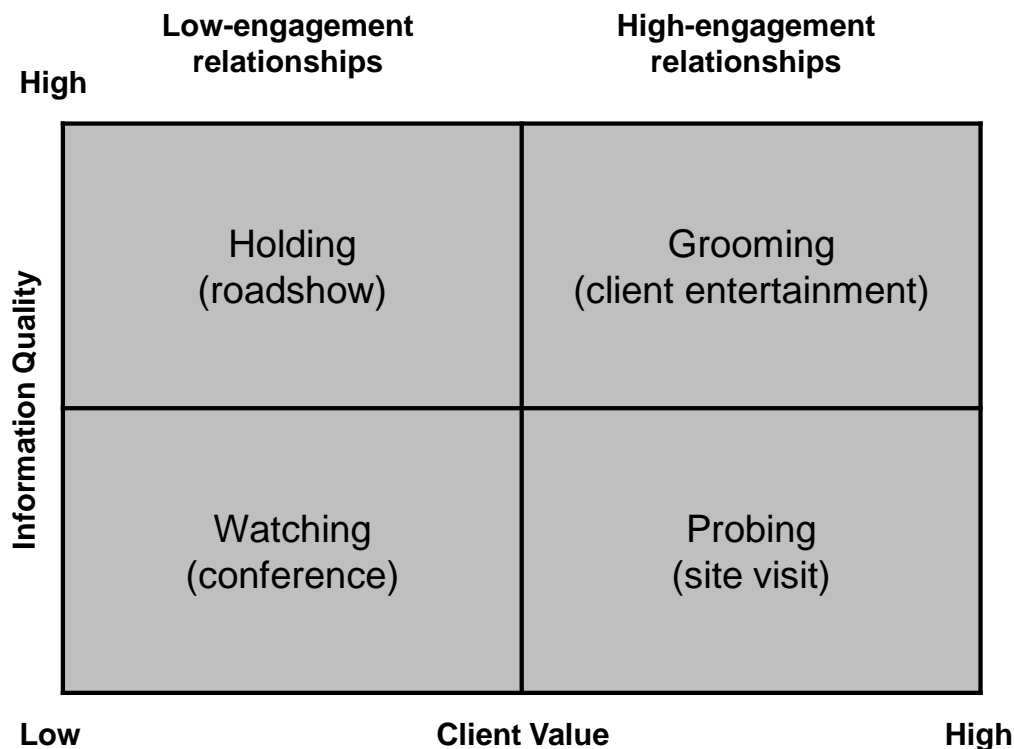 Low-engagement
relationships
High-engagement
relationships
High
Holding
(roadshow)
Grooming
(client entertainment)
Information Quality
Watching
(conference)
Probing
(site visit)
Low
Client Value
High